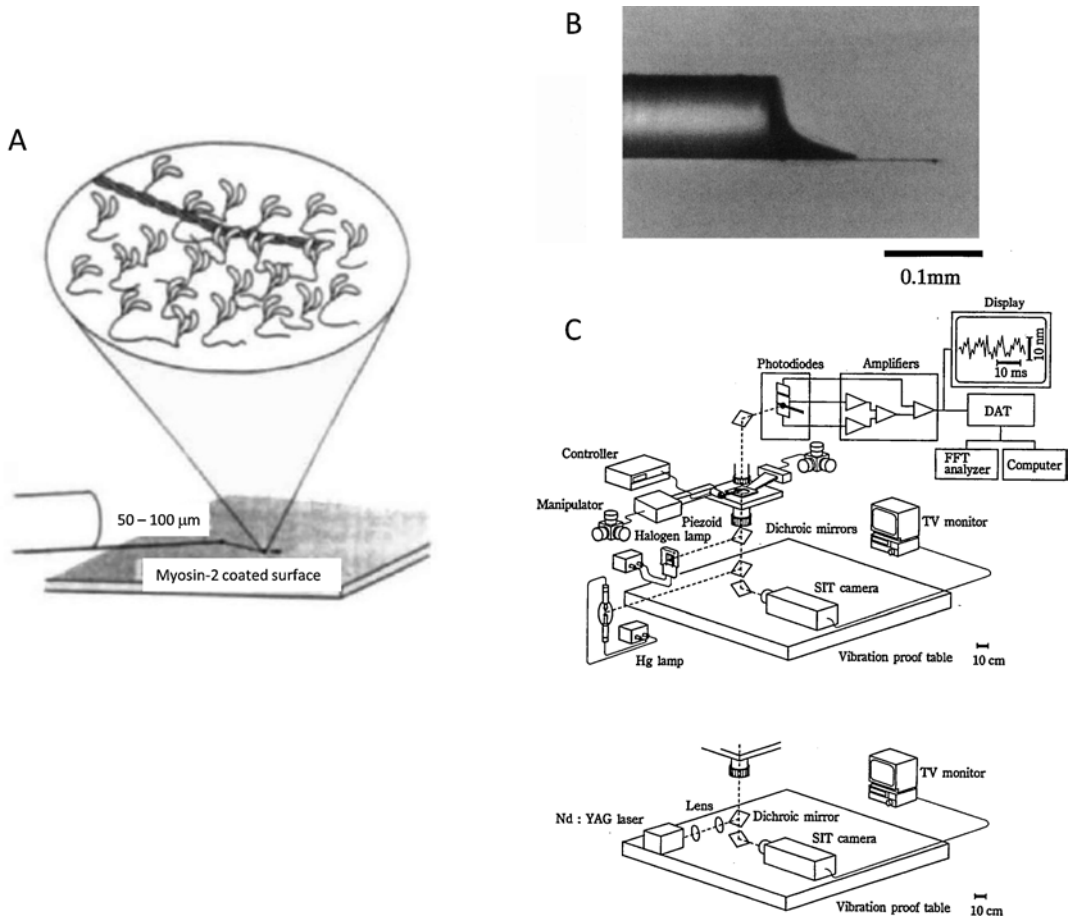 A
50 – 100 μm
Myosin-2 coated surface
B
0.1mm
C
Display
10 nm
10 ms
Photodiodes
Amplifiers
DAT
FFT
analyzer
Computer
Controller
Manipulator
Piezoid
Halogen lamp
Dichroic mirrors
TV monitor
SIT camera
Hg lamp
Vibration proof table
10 cm
TV monitor
Lens
Nd : YAG laser
Dichroic mirror
SIT camera
Vibration proof table
10 cm